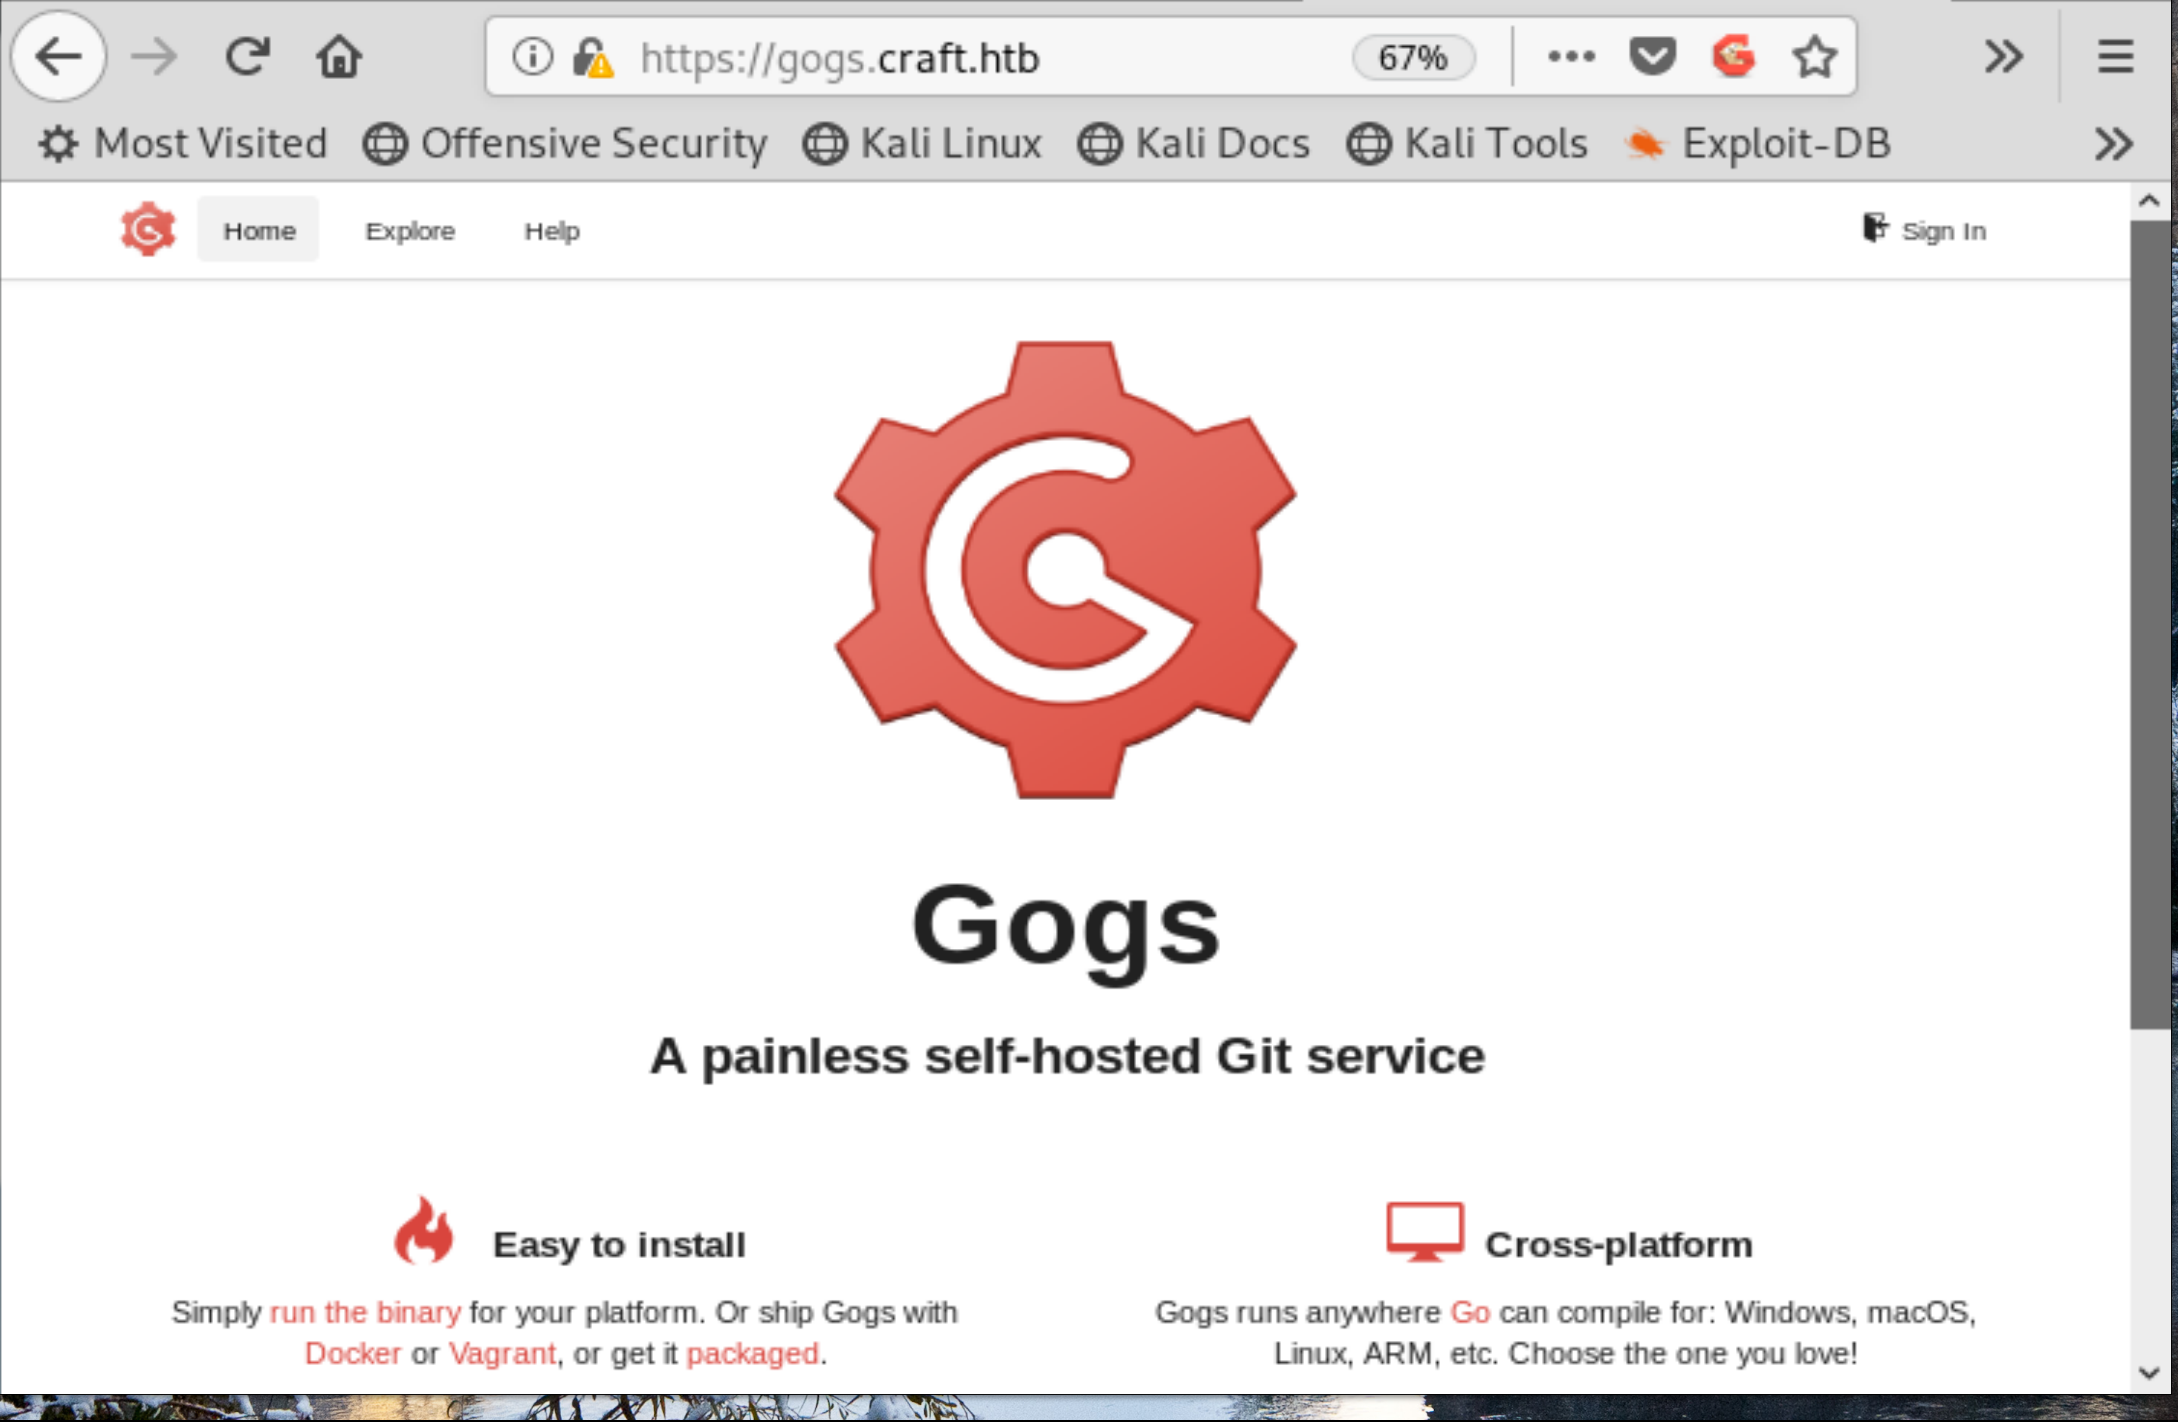 https://gogs.craft.htb 67%
Most Visited Offensive Security Kali Linux Kali Docs Kali Tools Exploit-DB
Home Explore Help Sign In
Gogs
A painless self-hosted Git service
Easy to install
Simply run the binary for your platform. Or ship Gogs with
Docker or Vagrant, or get it packaged.
Cross-platform
Gogs runs anywhere Go can compile for: Windows, macOS,
Linux, ARM, etc. Choose the one you love!